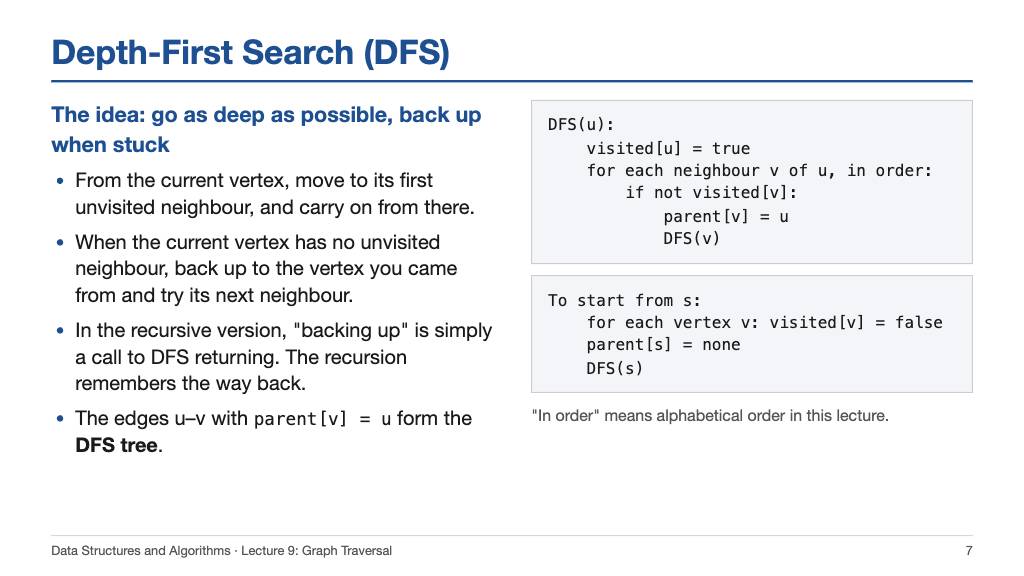 Depth-First Search (DFS)
The idea: go as deep as possible, back up
when stuck
• From the current vertex, move to its first
unvisited neighbour, and carry on from there.
• When the current vertex has no unvisited
neighbour, back up to the vertex you came
from and try its next neighbour.
• In the recursive version, "backing up" is simply
a call to DFS returning. The recursion
remembers the way back.
• The edges u–v with parent[v] = u form the
DFS tree.
DFS(u):
    visited[u] = true
    for each neighbour v of u, in order:
        if not visited[v]:
            parent[v] = u
            DFS(v)
To start from s:
    for each vertex v: visited[v] = false
    parent[s] = none
    DFS(s)
"In order" means alphabetical order in this lecture.
Data Structures and Algorithms · Lecture 9: Graph Traversal
7